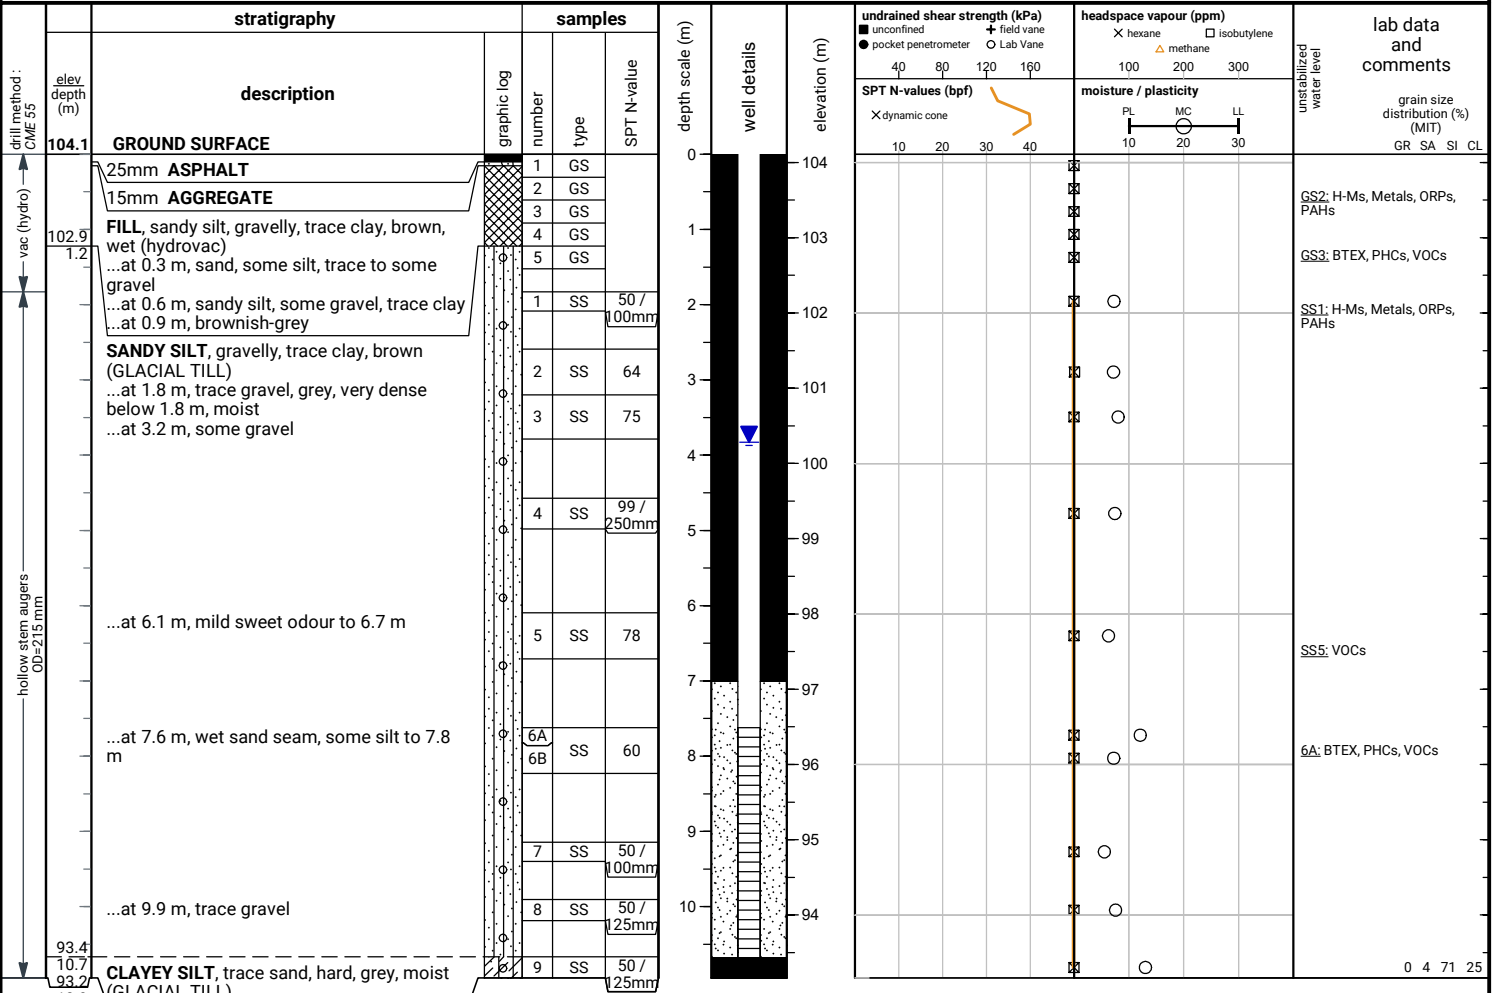 stratigraphy
samples
drill method :
CME 55
elev
depth
(m)
description
graphic log
number
type
SPT N-value
depth scale (m)
well details
elevation (m)
undrained shear strength (kPa)
unconfined
field vane
pocket penetrometer
Lab Vane
40 80 120 160
SPT N-values (bpf)
dynamic cone
10 20 30 40
headspace vapour (ppm)
hexane
isobutylene
methane
100 200 300
moisture / plasticity
PL MC LL
10 20 30
unstabilized
water level
lab data
and
comments
grain size
distribution (%)
(MIT)
GR SA SI CL
104.1 GROUND SURFACE
vac (hydro)
hollow stem augers
OD=215 mm
25mm ASPHALT
15mm AGGREGATE
FILL, sandy silt, gravelly, trace clay, brown,
wet (hydrovac)
...at 0.3 m, sand, some silt, trace to some
gravel
...at 0.6 m, sandy silt, some gravel, trace clay
...at 0.9 m, brownish-grey
102.9
1.2
SANDY SILT, gravelly, trace clay, brown
(GLACIAL TILL)
...at 1.8 m, trace gravel, grey, very dense
below 1.8 m, moist
...at 3.2 m, some gravel
...at 6.1 m, mild sweet odour to 6.7 m
...at 7.6 m, wet sand seam, some silt to 7.8
m
...at 9.9 m, trace gravel
93.4
10.7
CLAYEY SILT, trace sand, hard, grey, moist
93.2
(GLACIAL TILL)
1 GS
2 GS
3 GS
4 GS
5 GS
1 SS 50 /
100mm
2 SS 64
3 SS 75
4 SS 99 /
250mm
5 SS 78
6A
6B
SS 60
7 SS 50 /
100mm
8 SS 50 /
125mm
9 SS 50 /
125mm
0
1
2
3
4
5
6
7
8
9
10
104
103
102
101
100
99
98
97
96
95
94
GS2: H-Ms, Metals, ORPs,
PAHs
GS3: BTEX, PHCs, VOCs
SS1: H-Ms, Metals, ORPs,
PAHs
SS5: VOCs
6A: BTEX, PHCs, VOCs
0 4 71 25